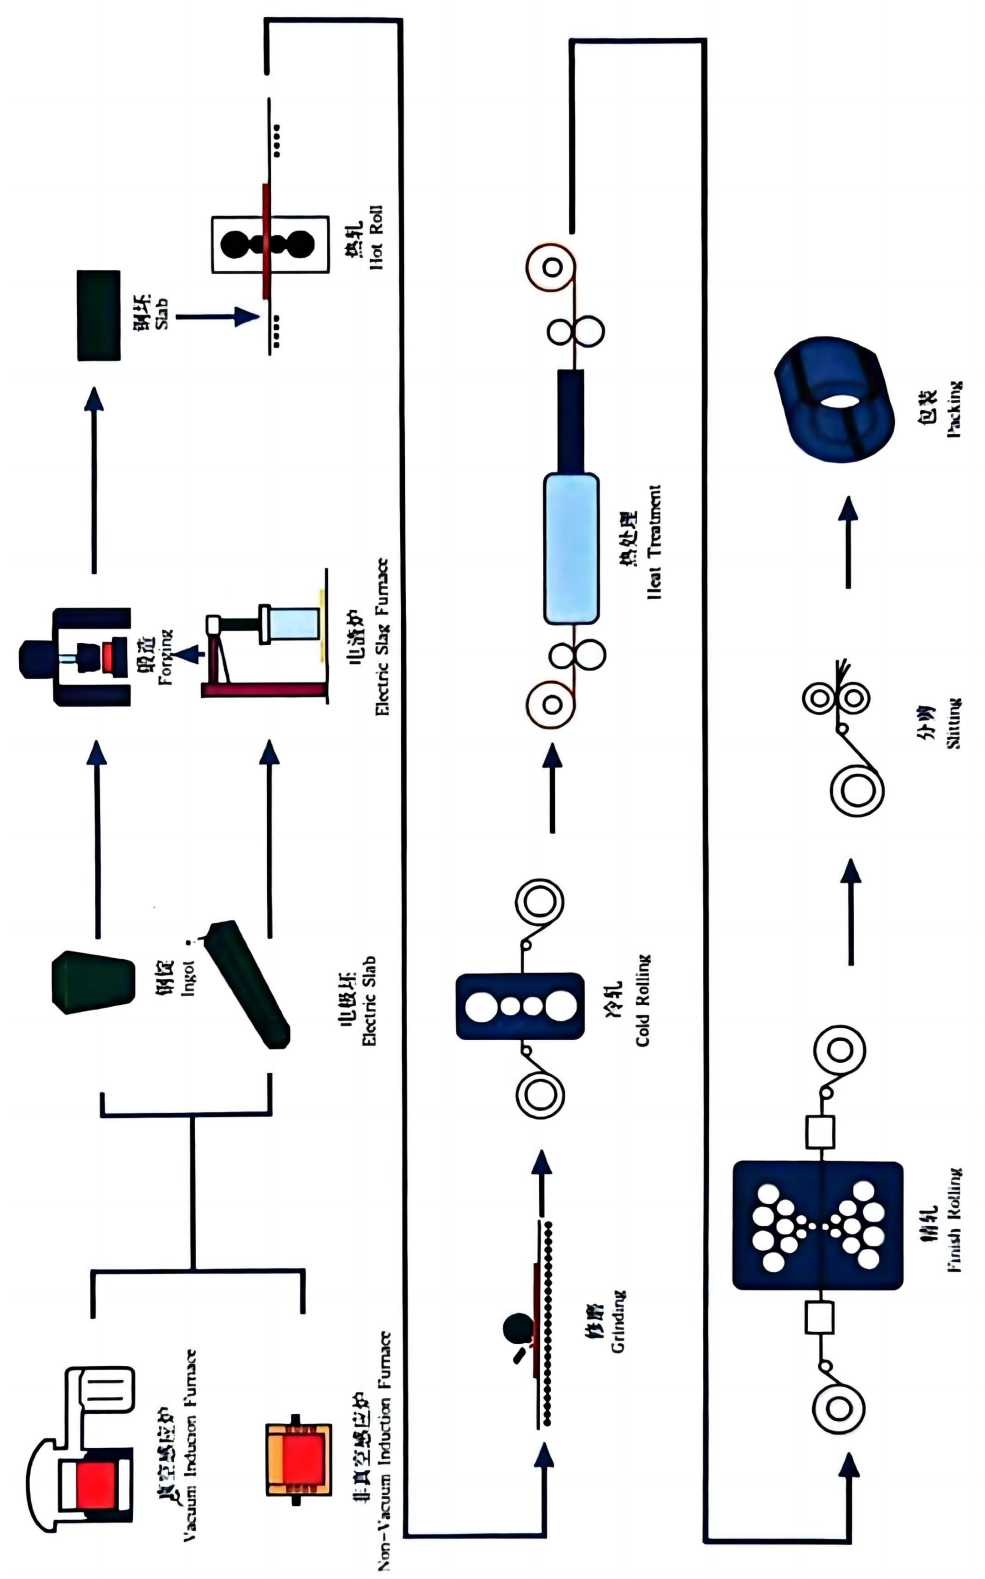 真空感应炉
Vacuum Induction Furnace
非真空感应炉
Non-Vacuum Induction Furnace
钢锭
Ingot
电极坯
Electric Slab
锻造
Forging
电渣炉
Electric Slag Furnace
钢坯
Slab
热轧
Hot Roll
修磨
Grinding
冷轧
Cold Rolling
热处理
Heat Treatment
精轧
Finish Rolling
分剪
Slitting
包装
Packing